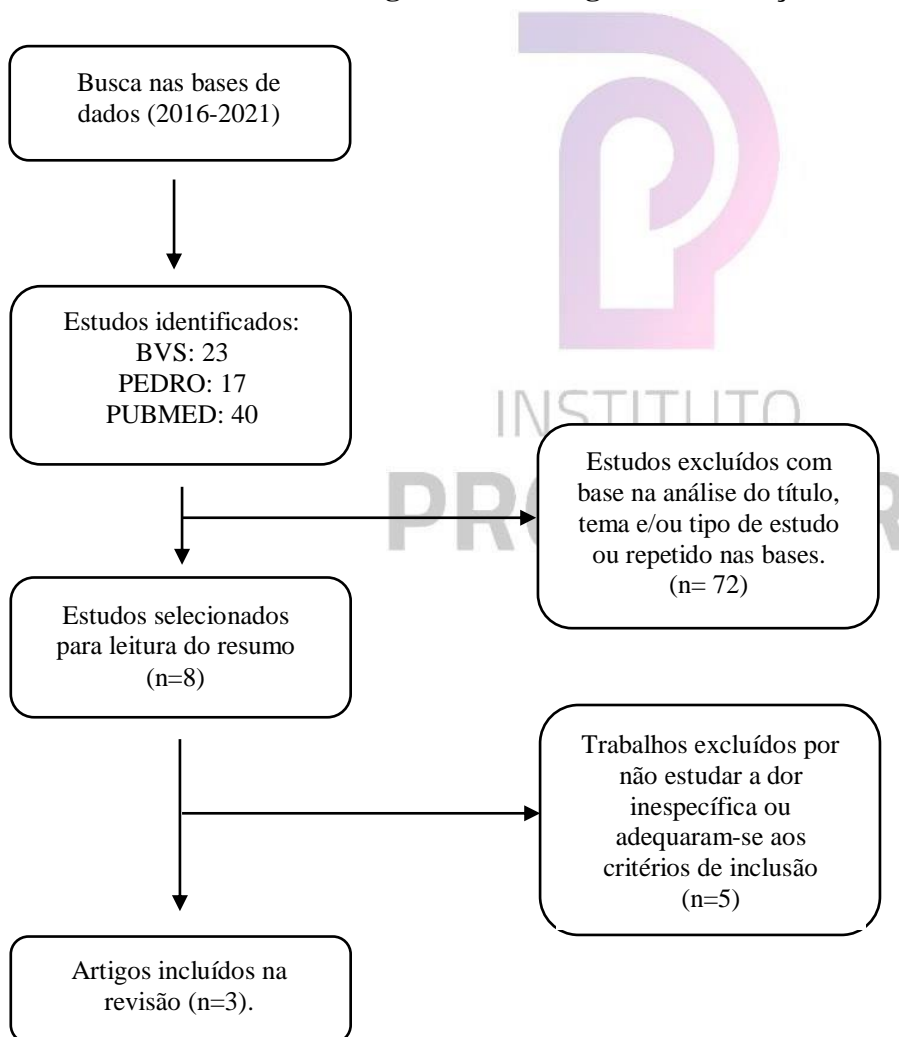 Busca nas bases de
dados (2016-2021)
Estudos identificados:
BVS: 23
PEDRO: 17
PUBMED: 40
INSTITUTO
Estudos excluídos com
base na análise do título,
tema e/ou tipo de estudo
ou repetido nas bases.
(n= 72)
Estudos selecionados
para leitura do resumo
(n=8)
Trabalhos excluídos por
não estudar a dor
inespecífica ou
adequaram-se aos
critérios de inclusão
(n=5)
Artigos incluídos na
revisão (n=3).